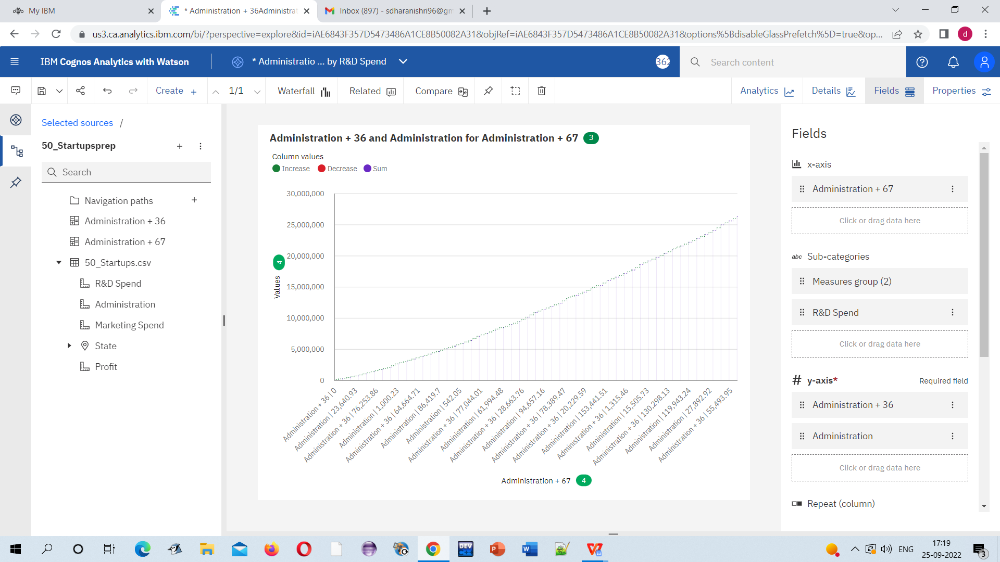 My IBM
* Administration + 36Administrat
Inbox (897) - sdharanishri96@gm
us3.ca.analytics.ibm.com/bi/?perspective=explore&id=iAE6843F357D5473486A1CE8B50082A31&objRef=iAE6843F357D5473486A1CE8B50082A31&options%5BdisableGlassPrefetch%5D=true&op...
d
IBM Cognos Analytics with Watson
* Administratio ... by R&D Spend
362
Search content
Create +
1/1
Waterfall
Related
Compare
Analytics
Details
Fields
Properties
Selected sources /
50_Startupsprep
Search
Navigation paths
Administration + 36
Administration + 67
50_Startups.csv
R&D Spend
Administration
Marketing Spend
State
Profit
Administration + 36 and Administration for Administration + 67 3
Column values
Increase Decrease Sum
30,000,000
25,000,000
20,000,000
15,000,000
10,000,000
5,000,000
0
Values 4
Administration + 36 | 0
Administration | 23,640.93
Administration + 36 | 76,253.86
Administration | 1,000.23
Administration + 36 | 64,664.71
Administration | 86,419.7
Administration | 542.05
Administration + 36 | 77,044.01
Administration | 61,994.48
Administration + 36 | 28,663.76
Administration | 94,657.16
Administration + 36 | 78,389.47
Administration + 36 | 20,229.59
Administration | 153,441.51
Administration + 36 | 1,315.46
Administration | 15,505.73
Administration + 36 | 130,298.13
Administration | 119,943.24
Administration | 27,892.92
Administration + 36 | 55,493.95
Administration + 67 4
Fields
x-axis
Administration + 67
Click or drag data here
abc Sub-categories
Measures group (2)
R&D Spend
Click or drag data here
# y-axis* Required field
Administration + 36
Administration
Click or drag data here
Repeat (column)
DEV C++
P
W
W
ENG
17:19
25-09-2022
3